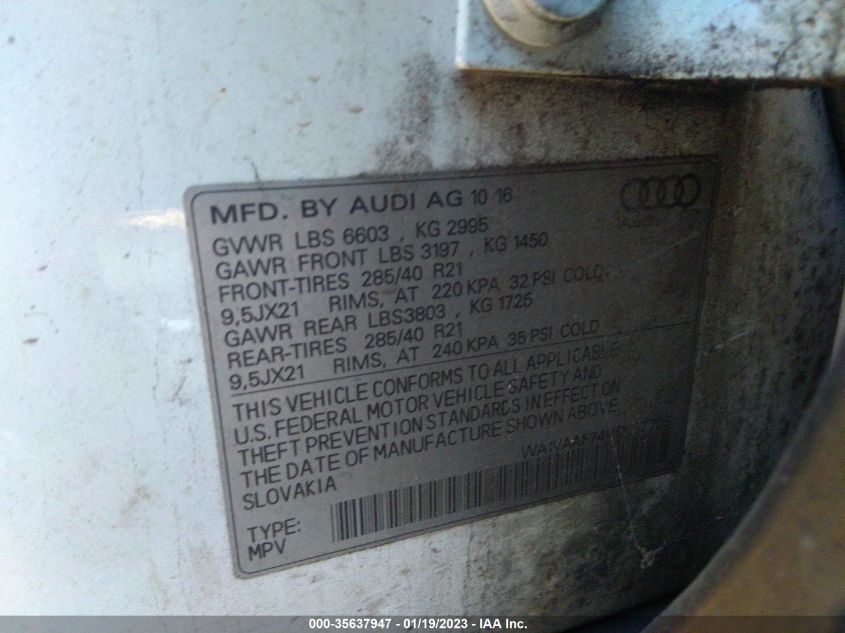 MFD. BY AUDI AG 10 16
Audi
GVWR LBS 6603 , KG 2995
GAWR FRONT LBS 3197 , KG 1450
FRONT-TIRES 285/40 R21
9,5JX21 RIMS, AT 220 KPA 32 PSI COLD
GAWR REAR LBS3803 , KG 1725
REAR-TIRES 285/40 R21
9,5JX21 RIMS, AT 240 KPA 35 PSI COLD
THIS VEHICLE CONFORMS TO ALL APPLICABLE
U.S. FEDERAL MOTOR VEHICLE SAFETY AND
THEFT PREVENTION STANDARDS IN EFFECT ON
THE DATE OF MANUFACTURE SHOWN ABOVE.
SLOVAKIA
TYPE:
MPV
000-35637947 - 01/19/2023 - IAA Inc.